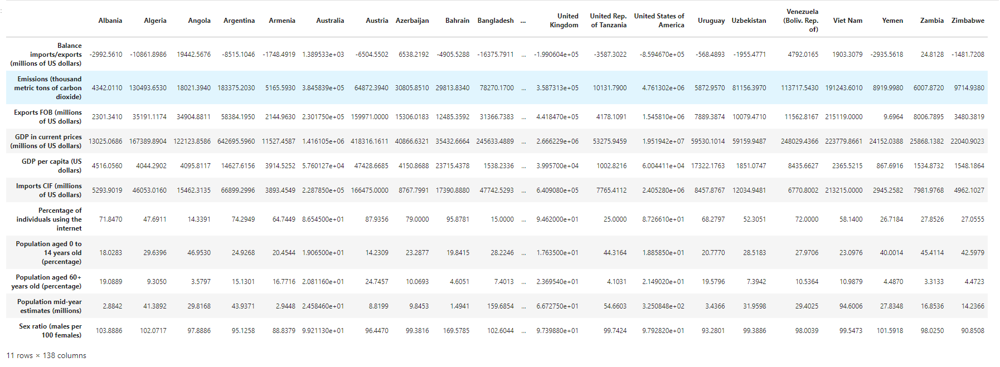 :
Albania Algeria Angola Argentina Armenia Australia Austria Azerbaijan Bahrain Bangladesh ... United Kingdom United Rep. of Tanzania United States of America Uruguay Uzbekistan Venezuela (Boliv. Rep. of) Viet Nam Yemen Zambia Zimbabwe
Balance imports/exports (millions of US dollars) -2992.5610 -10861.8986 19442.5676 -8515.1046 -1748.4919 1.389533e+03 -6504.5502 6538.2192 -4905.5288 -16375.7911 ... -1.990604e+05 -3587.3022 -8.594670e+05 -568.4893 -1955.4771 4792.0165 1903.3079 -2935.5618 24.8128 -1481.7208
Emissions (thousand metric tons of carbon dioxide) 4342.0110 130493.6530 18021.3940 183375.2030 5165.5930 3.845839e+05 64872.3940 30805.8510 29813.8340 78270.1700 ... 3.587313e+05 10131.7900 4.761302e+06 5872.9570 81156.3970 113717.5430 191243.6010 8919.9980 6007.8720 9714.9380
Exports FOB (millions of US dollars) 2301.3410 35191.1174 34904.8811 58384.1950 2144.9630 2.301750e+05 159971.0000 15306.0183 12485.3592 31366.7383 ... 4.418470e+05 4178.1091 1.545810e+06 7889.3874 10079.4710 11562.8167 215119.0000 9.6964 8006.7895 3480.3819
GDP in current prices (millions of US dollars) 13025.0686 167389.8904 122123.8586 642695.5960 11527.4587 1.416105e+06 418316.1611 40866.6321 35432.6664 245633.4889 ... 2.666229e+06 53275.9459 1.951942e+07 59530.1014 59159.9487 248029.4366 223779.8661 24152.0388 25868.1382 22040.9023
GDP per capita (US dollars) 4516.0560 4044.2902 4095.8117 14627.6156 3914.5252 5.760127e+04 47428.6685 4150.8688 23715.4378 1538.2336 ... 3.995700e+04 1002.8216 6.004411e+04 17322.1763 1851.0747 8435.6627 2365.5215 867.6916 1534.8732 1548.1864
Imports CIF (millions of US dollars) 5293.9019 46053.0160 15462.3135 66899.2996 3893.4549 2.287850e+05 166475.0000 8767.7991 17390.8880 47742.5293 ... 6.409080e+05 7765.4112 2.405280e+06 8457.8767 12034.9481 6770.8002 213215.0000 2945.2582 7981.9768 4962.1027
Percentage of individuals using the internet 71.8470 47.6911 14.3391 74.2949 64.7449 8.654500e+01 87.9356 79.0000 95.8781 15.0000 ... 9.462000e+01 25.0000 8.726610e+01 68.2797 52.3051 72.0000 58.1400 26.7184 27.8526 27.0555
Population aged 0 to 14 years old (percentage) 18.0283 29.6396 46.9530 24.9268 20.4544 1.906500e+01 14.2309 23.2877 19.8415 28.2246 ... 1.763500e+01 44.3164 1.885850e+01 20.7770 28.5183 27.9706 23.0976 40.0014 45.4114 42.5979
Population aged 60+ years old (percentage) 19.0889 9.3050 3.5797 15.1301 16.7716 2.081160e+01 24.7457 10.0693 4.6051 7.4013 ... 2.369540e+01 4.1031 2.149020e+01 19.5796 7.3942 10.5364 10.9879 4.4870 3.3133 4.4723
Population mid-year estimates (millions) 2.8842 41.3892 29.8168 43.9371 2.9448 2.458460e+01 8.8199 9.8453 1.4941 159.6854 ... 6.672750e+01 54.6603 3.250848e+02 3.4366 31.9598 29.4025 94.6006 27.8348 16.8536 14.2366
Sex ratio (males per 100 females) 103.8886 102.0717 97.8886 95.1258 88.8379 9.921130e+01 96.4470 99.3816 169.5785 102.6044 ... 9.739880e+01 99.7424 9.792820e+01 93.2801 99.3886 98.0039 99.5473 101.5918 98.0250 90.8508
11 rows × 138 columns